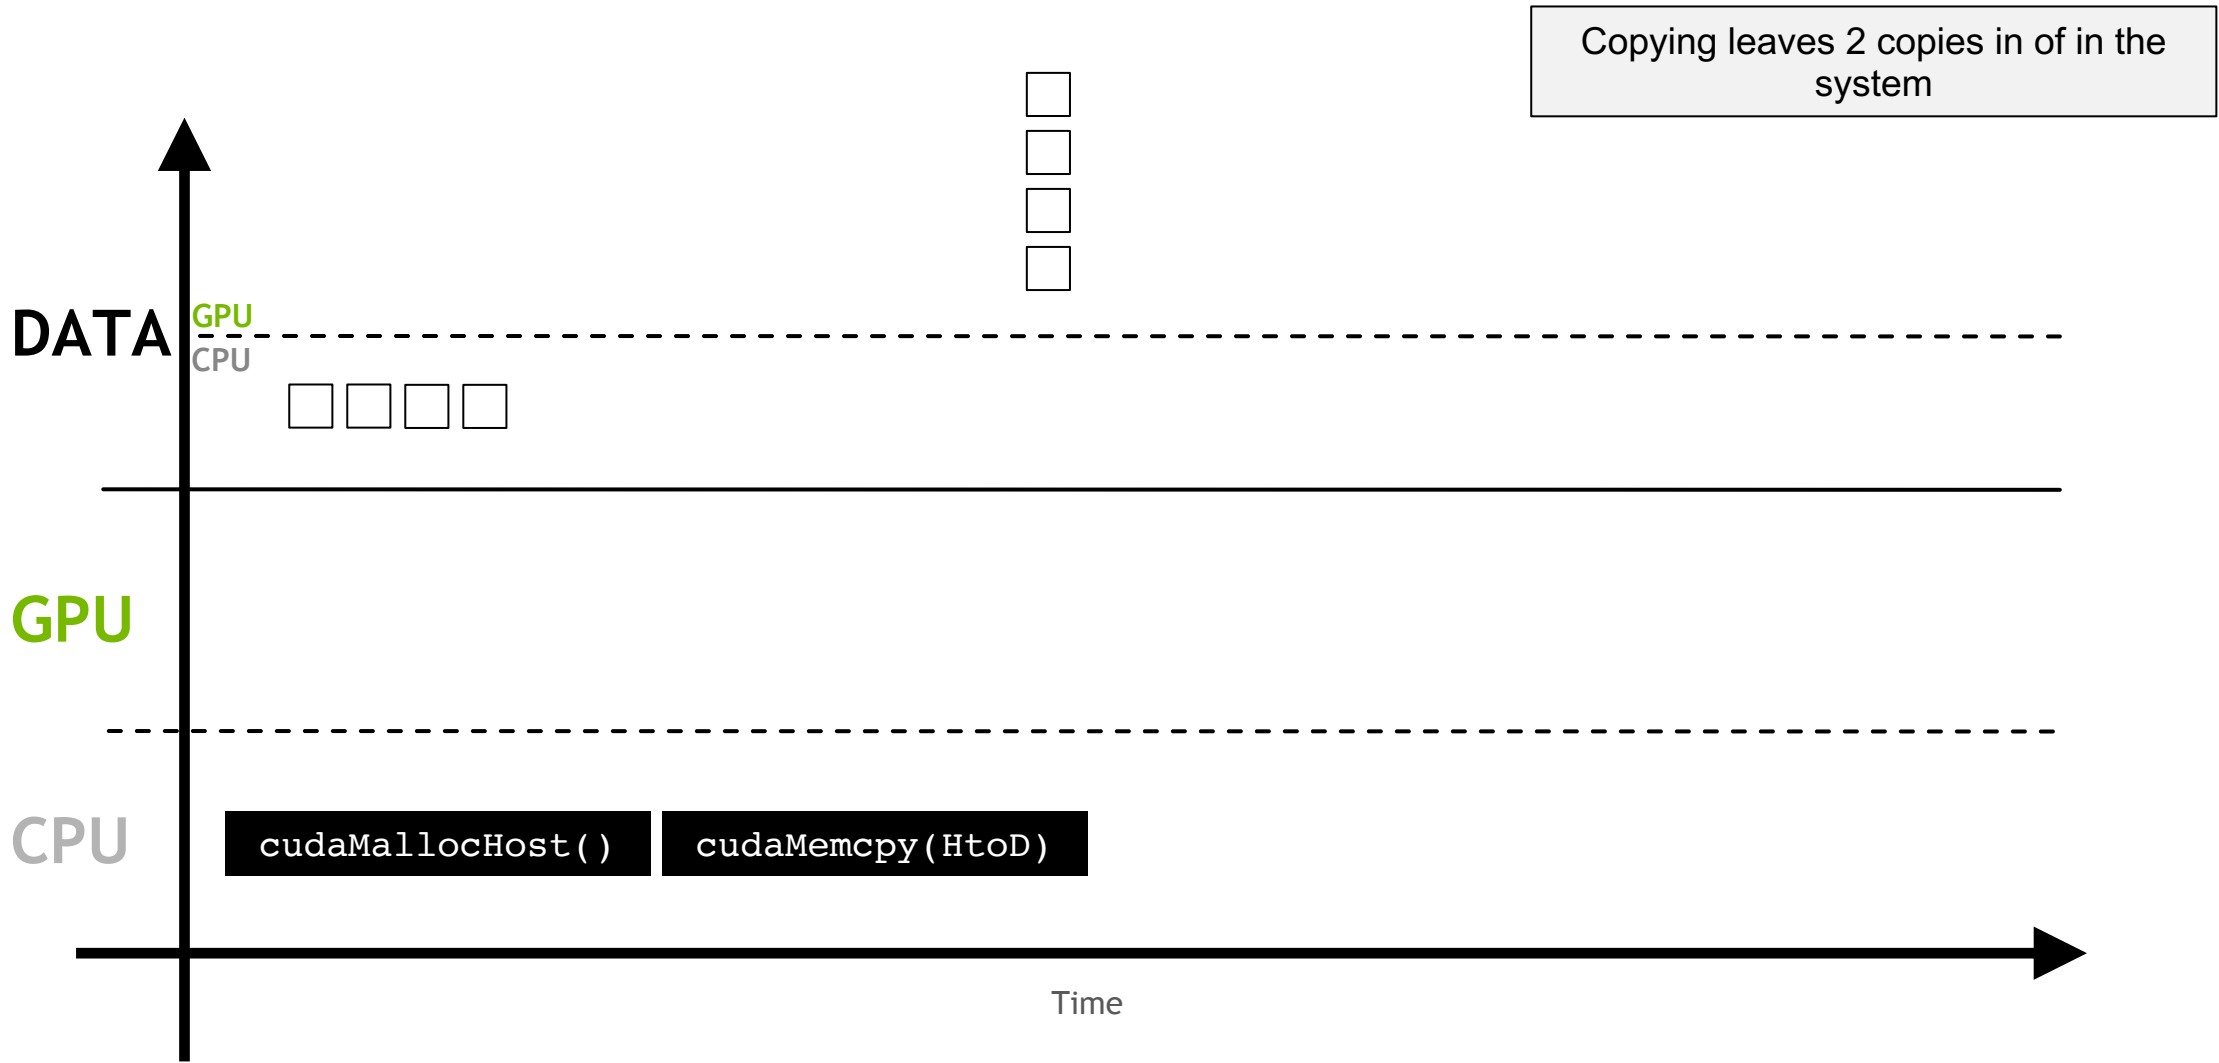 Copying leaves 2 copies in of in the
system
DATA
GPU
CPU
GPU
CPU
cudaMallocHost()
cudaMemcpy(HtoD)
Time